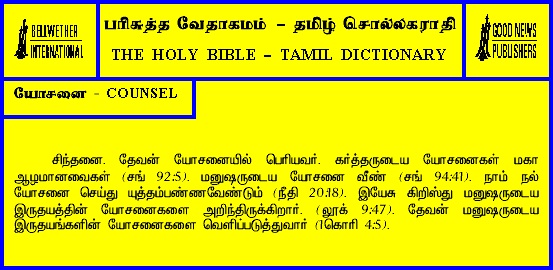 BELLWETHER
INTERNATIONAL
பரிசுத்த வேதாகமம் – தமிழ் சொல்லகராதி
THE HOLY BIBLE – TAMIL DICTIONARY
GOOD NEWS
PUBLISHERS
யோசனை - COUNSEL
சிந்தனை. தேவன் யோசனையில் பெரியவர். கர்த்தருடைய யோசனைகள் மகா
ஆழமானவைகள் (சங் 92:5). மனுஷருடைய யோசனை வீண் (சங் 94:41). நாம் நல்
யோசனை செய்து யுத்தம்பண்ணவேண்டும் (நீதி 20:18). இயேசு கிறிஸ்து மனுஷருடைய
இருதயத்தின் யோசனைகளை அறிந்திருக்கிறார். (லூக் 9:47). தேவன் மனுஷருடைய
இருதயங்களின் யோசனைகளை வெளிப்படுத்துவார் (1கொரி 4:5).